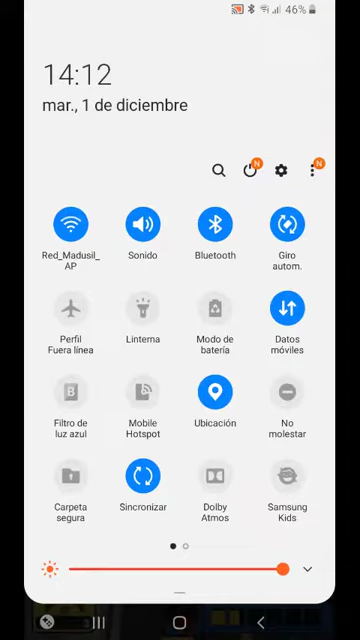 46%
14:12
mar., 1 de diciembre
N
N
Red_Madusil_
AP
Sonido
Bluetooth
Giro
autom.
Perfil
Fuera línea
Linterna
Modo de
batería
Datos
móviles
B
Filtro de
luz azul
Mobile
Hotspot
Ubicación
No
molestar
Carpeta
segura
Sincronizar
Dolby
Atmos
Samsung
Kids